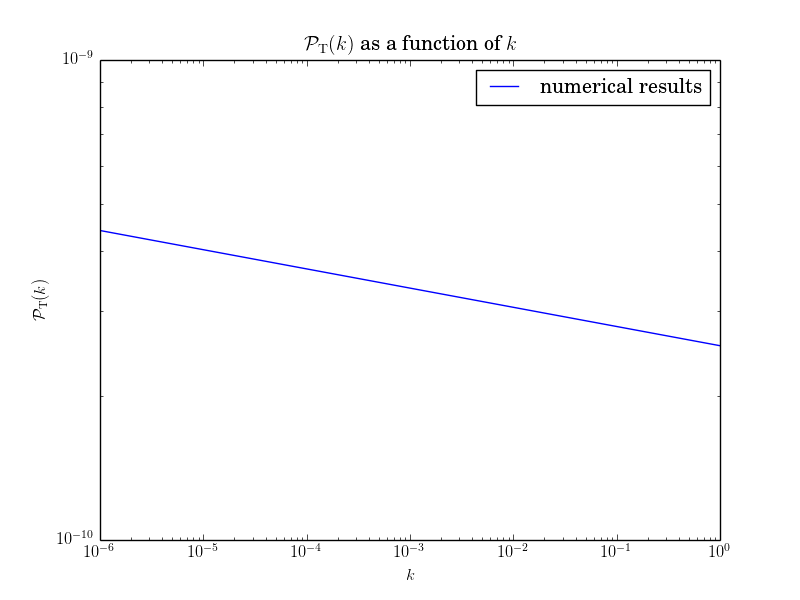 𝒫_T(k) as a function of k
numerical results
10^{-9}
𝒫_T(k)
10^{-10}
10^{-6} 10^{-5} 10^{-4} 10^{-3} 10^{-2} 10^{-1} 10^{0}
k